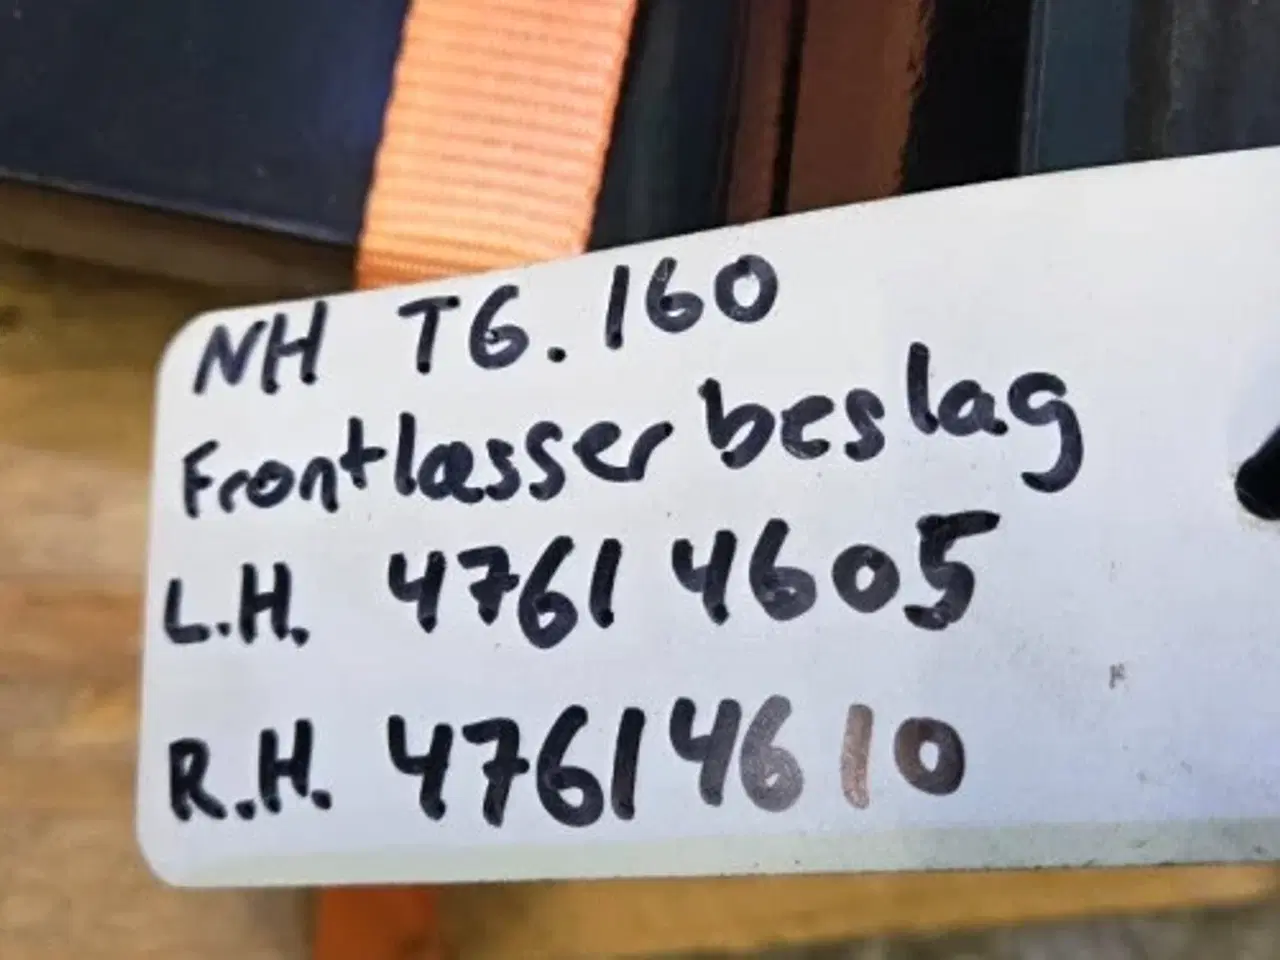 NH T6.160
Frontlæsser beslag
L.H. 47614605
R.H. 47614610